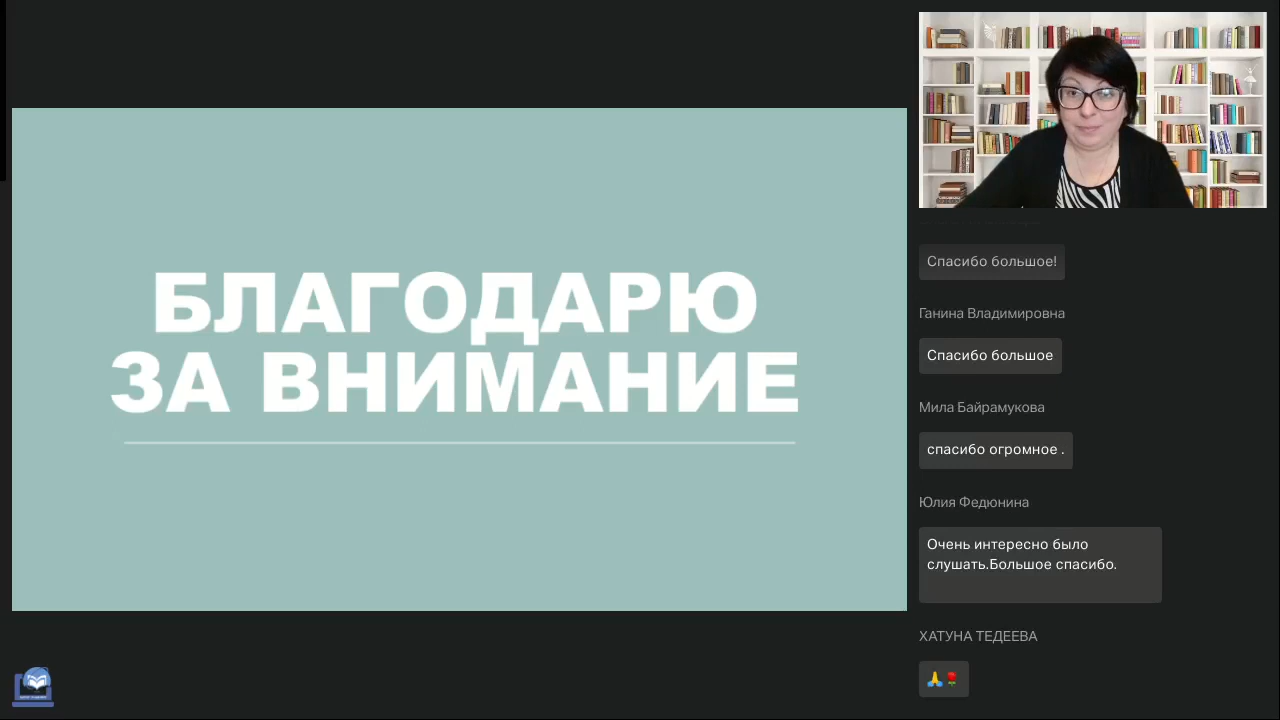 БЛАГОДАРЮ
ЗА ВНИМАНИЕ
Спасибо большое!
Ганина Владимировна
Спасибо большое
Мила Байрамукова
спасибо огромное .
Юлия Федюнина
Очень интересно было
слушать.Большое спасибо.
ХАТУНА ТЕДЕЕВА
🙏🌹